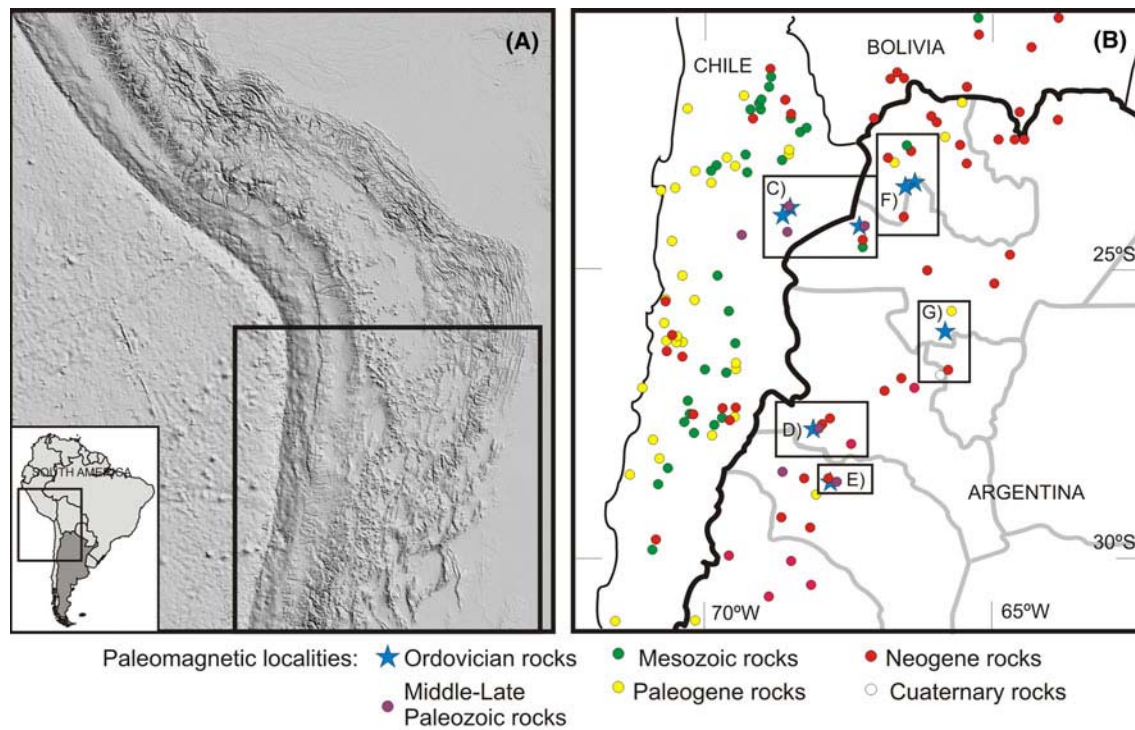 (A)
SOUTH AMERICA
(B)
BOLIVIA
CHILE
C)
F)
25ºS
G)
D)
E)
ARGENTINA
30ºS
70ºW
65ºW
Paleomagnetic localities:
Ordovician rocks
Mesozoic rocks
Neogene rocks
Middle-Late
Paleozoic rocks
Paleogene rocks
Cuaternary rocks